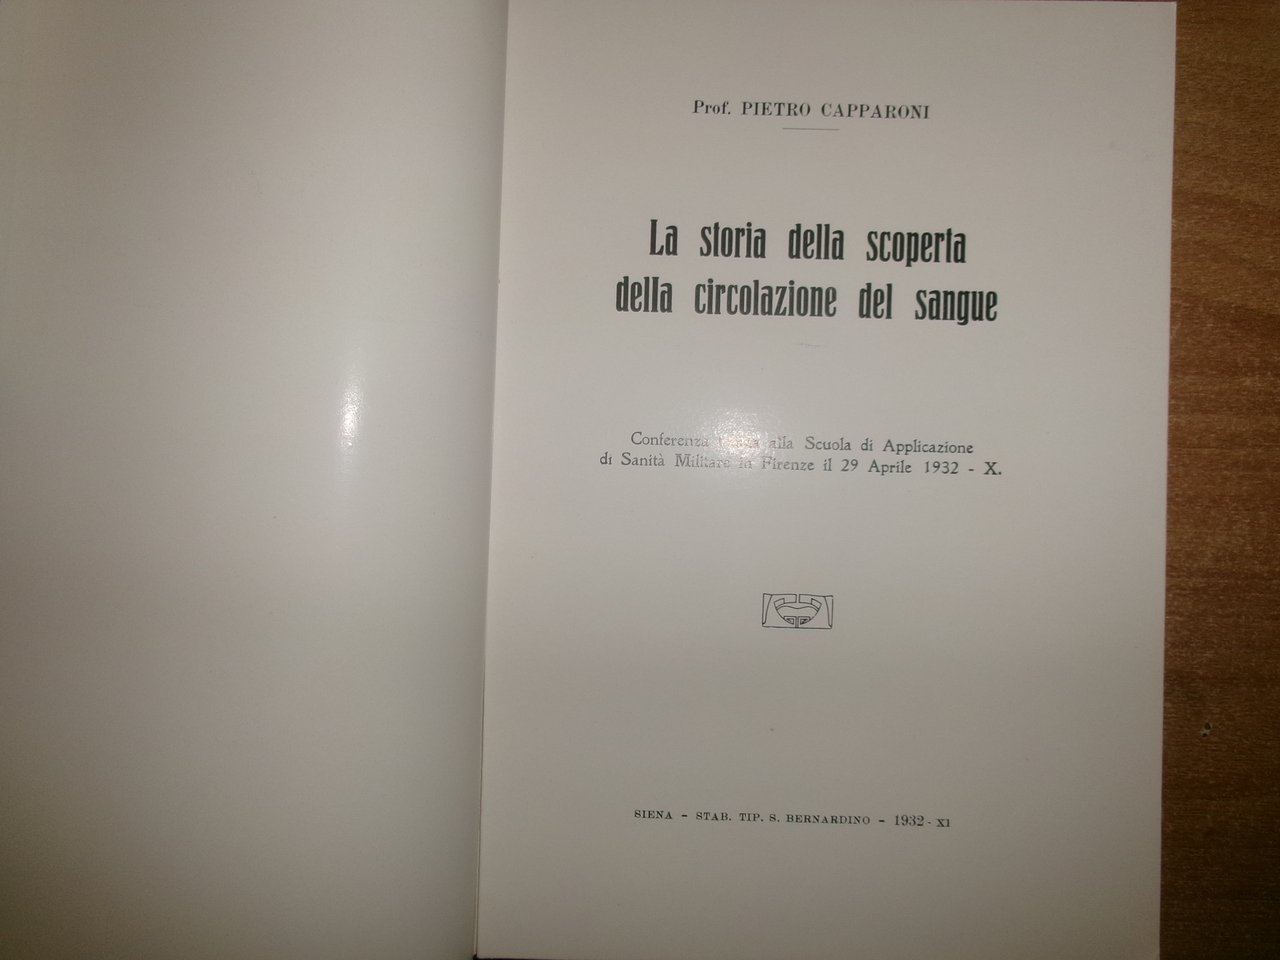 Prof. PIETRO CAPPARONI
La storia della scoperta
della circolazione del sangue
Conferenza alla Scuola di Applicazione
di Sanità Militare in Firenze il 29 Aprile 1932 - X.
SIENA - STAB. TIP. S. BERNARDINO - 1932 - XI